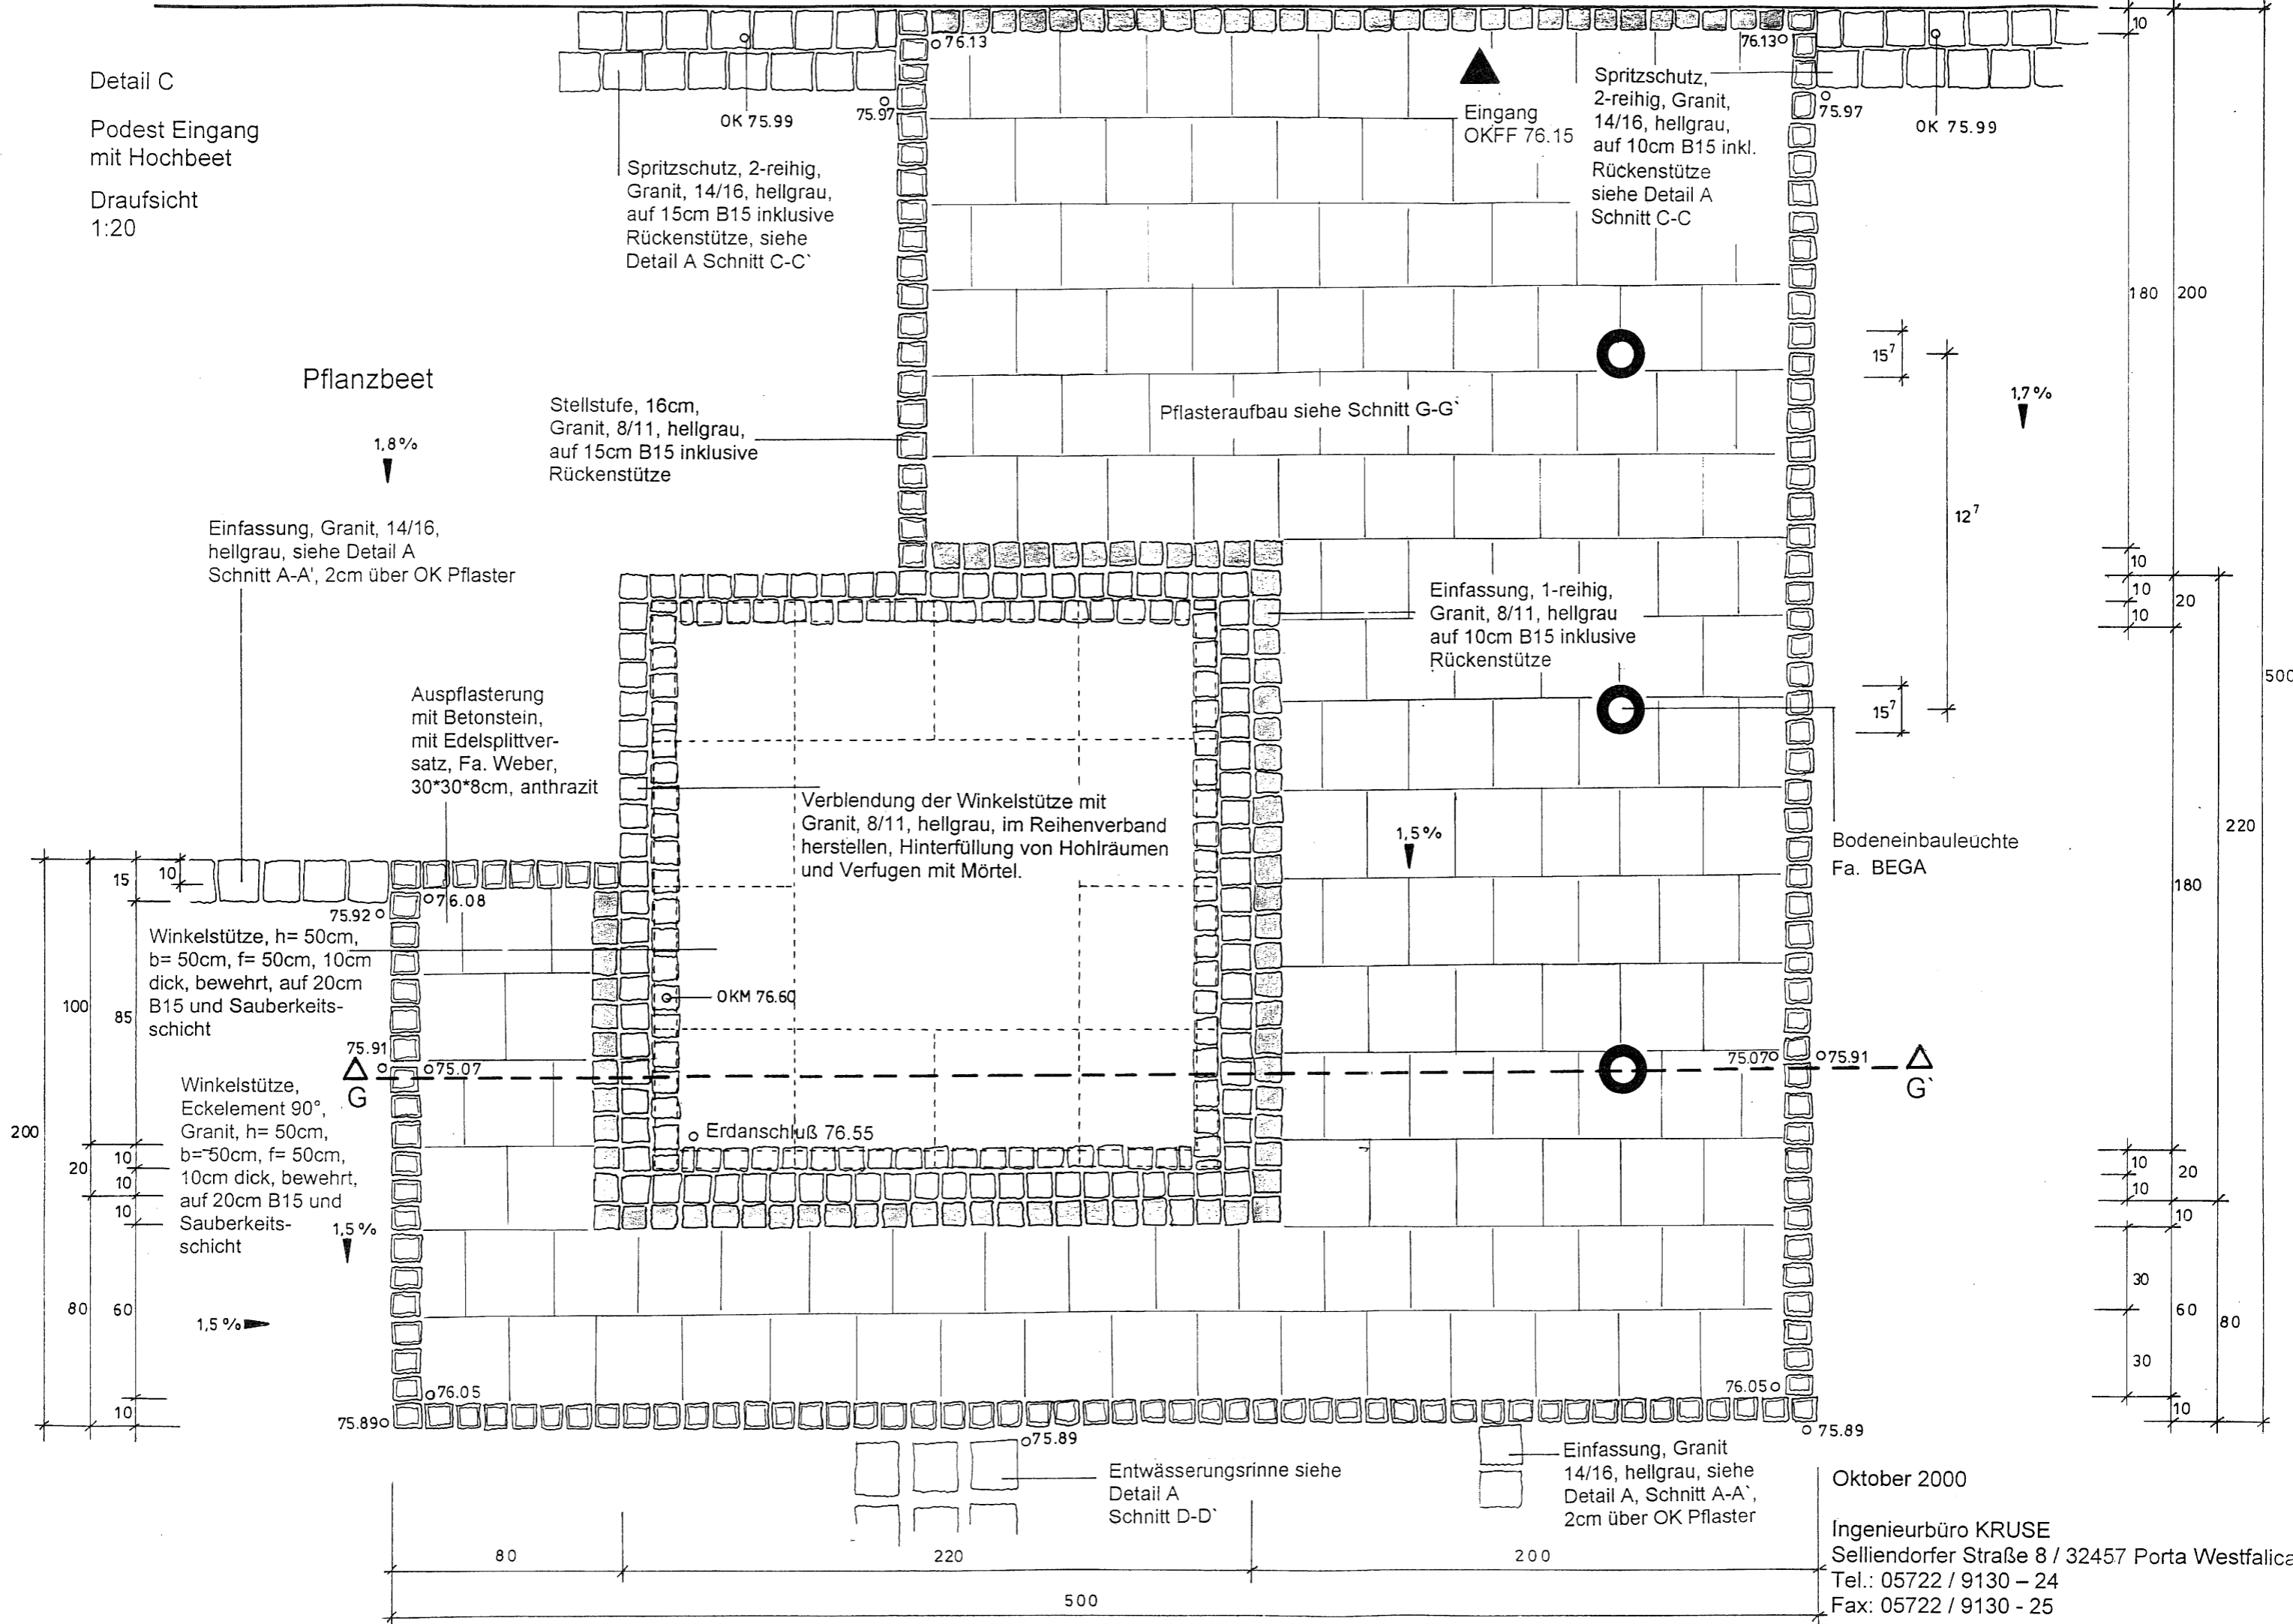 Detail C
Podest Eingang
mit Hochbeet
Draufsicht
1:20
OK 75.99
75.97
76.13
Spritzschutz, 2-reihig,
Granit, 14/16, hellgrau,
auf 15cm B15 inklusive
Rückenstütze, siehe
Detail A Schnitt C-C`
Eingang
OKFF 76.15
76.13
Spritzschutz,
2-reihig, Granit,
14/16, hellgrau,
auf 10cm B15 inkl.
Rückenstütze
siehe Detail A
Schnitt C-C
75.97
OK 75.99
Pflanzbeet
1,8%
Stellstufe, 16cm,
Granit, 8/11, hellgrau,
auf 15cm B15 inklusive
Rückenstütze
Pflasteraufbau siehe Schnitt G-G`
1,7%
Einfassung, Granit, 14/16,
hellgrau, siehe Detail A
Schnitt A-A', 2cm über OK Pflaster
Einfassung, 1-reihig,
Granit, 8/11, hellgrau
auf 10cm B15 inklusive
Rückenstütze
Auspflasterung
mit Betonstein,
mit Edelsplittver-
satz, Fa. Weber,
30*30*8cm, anthrazit
Verblendung der Winkelstütze mit
Granit, 8/11, hellgrau, im Reihenverband
herstellen, Hinterfüllung von Hohlräumen
und Verfugen mit Mörtel.
1,5%
Bodeneinbauleuchte
Fa. BEGA
75.92
76.08
Winkelstütze, h= 50cm,
b= 50cm, f= 50cm, 10cm
dick, bewehrt, auf 20cm
B15 und Sauberkeits-
schicht
OKM 76.60
75.91
G
75.07
75.07
75.91
G`
Winkelstütze,
Eckelement 90°,
Granit, h= 50cm,
b= 50cm, f= 50cm,
10cm dick, bewehrt,
auf 20cm B15 und
Sauberkeits-
schicht
Erdanschluß 76.55
1,5%
1,5%
76.05
75.89
76.05
75.89
75.89
Entwässerungsrinne siehe
Detail A
Schnitt D-D`
Einfassung, Granit
14/16, hellgrau, siehe
Detail A, Schnitt A-A`,
2cm über OK Pflaster
Oktober 2000
Ingenieurbüro KRUSE
Selliendorfer Straße 8 / 32457 Porta Westfalica
Tel.: 05722 / 9130 – 24
Fax: 05722 / 9130 - 25
80
220
200
500
200
100
20
80
15
10
85
10
10
10
60
10
10
180
200
15⁷
12⁷
15⁷
10
10
10
20
500
220
180
10
10
20
10
30
30
60
80
10